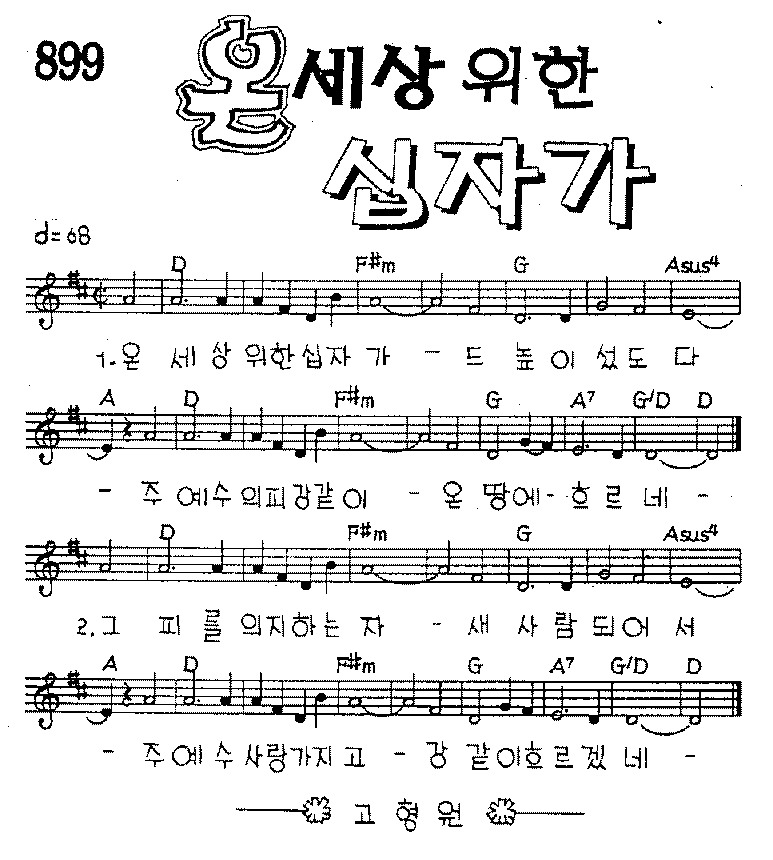 899
온세상 위한
십자가
d=68
D F#m G Asus4
1. 온 세 상 위한십자 가 - 드 높이 섰도 다
A D F#m G A7 G/D D
- 주 예수의피강같이 - 온 땅에- 흐르네 -
D F#m G Asus4
2. 그 피 를 의지하는 자 - 새 사 람 되어 서
A D F#m G A7 G/D D
- 주예수 사랑가지고 - 강 같이흐르겠네 -
고 형 원